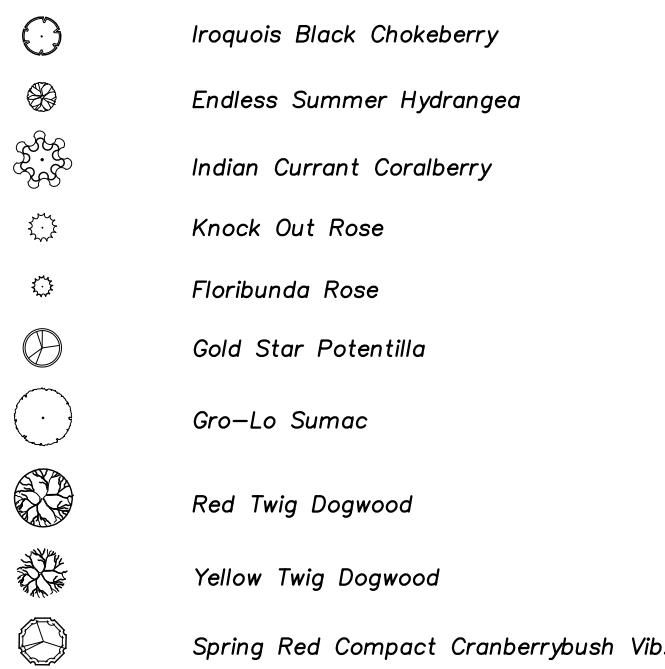 Iroquois Black Chokeberry
Endless Summer Hydrangea
Indian Currant Coralberry
Knock Out Rose
Floribunda Rose
Gold Star Potentilla
Gro-Lo Sumac
Red Twig Dogwood
Yellow Twig Dogwood
Spring Red Compact Cranberrybush Vib.